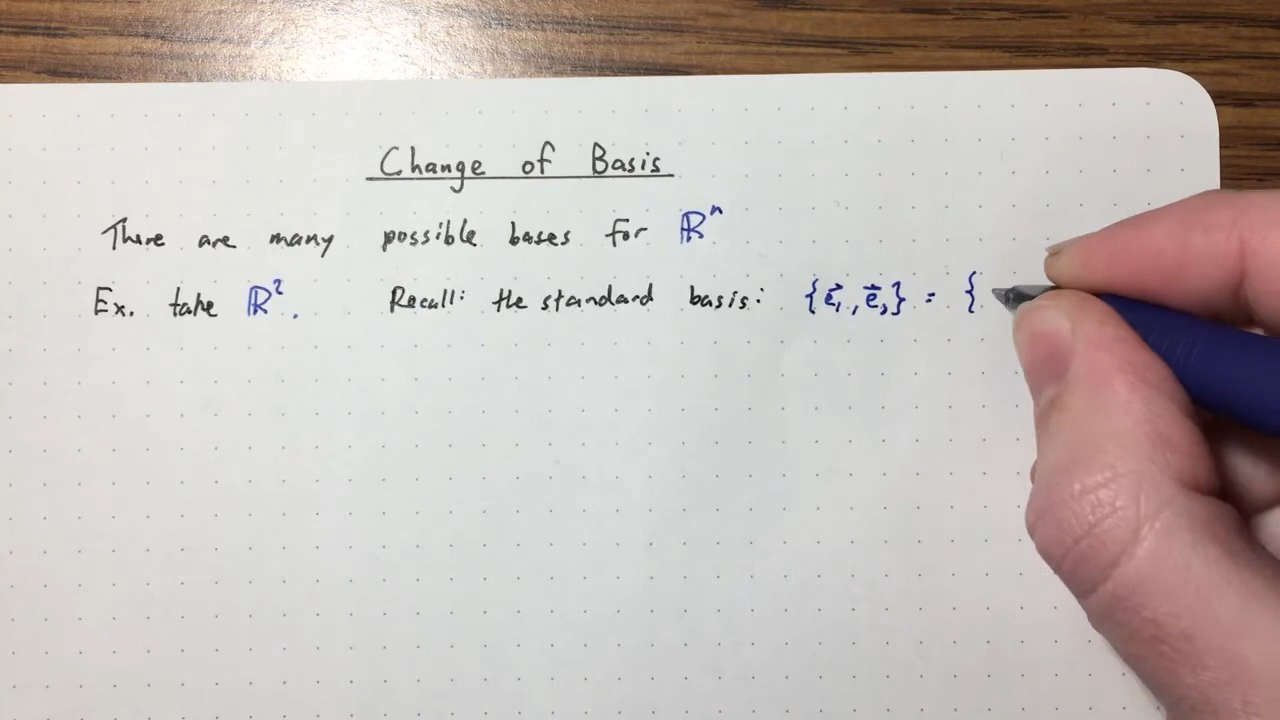 Change of Basis
There are many possible bases for ℝⁿ
Ex. take ℝ². Recall: the standard basis: {e⃗₁, e⃗₂} = {